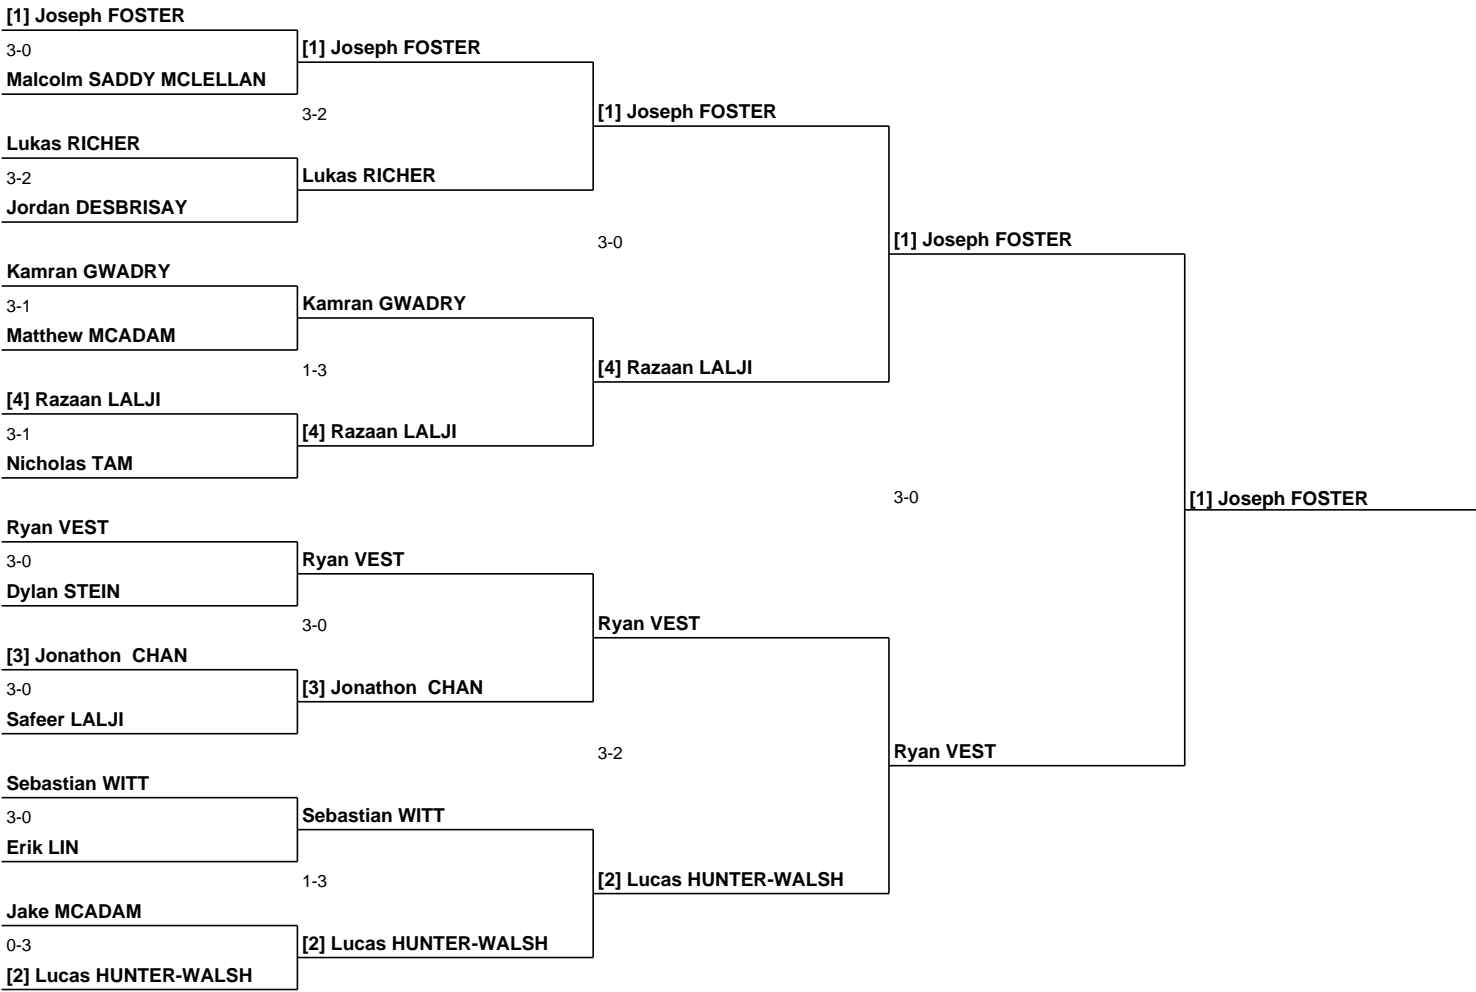 [1] Joseph FOSTER
3-0
Malcolm SADDY MCLELLAN
Lukas RICHER
3-2
Jordan DESBRISAY
Kamran GWADRY
3-1
Matthew MCADAM
[4] Razaan LALJI
3-1
Nicholas TAM
Ryan VEST
3-0
Dylan STEIN
[3] Jonathon  CHAN
3-0
Safeer LALJI
Sebastian WITT
3-0
Erik LIN
Jake MCADAM
0-3
[2] Lucas HUNTER-WALSH
[1] Joseph FOSTER
3-2
Lukas RICHER
Kamran GWADRY
1-3
[4] Razaan LALJI
Ryan VEST
3-0
[3] Jonathon  CHAN
Sebastian WITT
1-3
[2] Lucas HUNTER-WALSH
[1] Joseph FOSTER
3-0
[4] Razaan LALJI
Ryan VEST
3-2
[2] Lucas HUNTER-WALSH
[1] Joseph FOSTER
3-0
Ryan VEST
[1] Joseph FOSTER